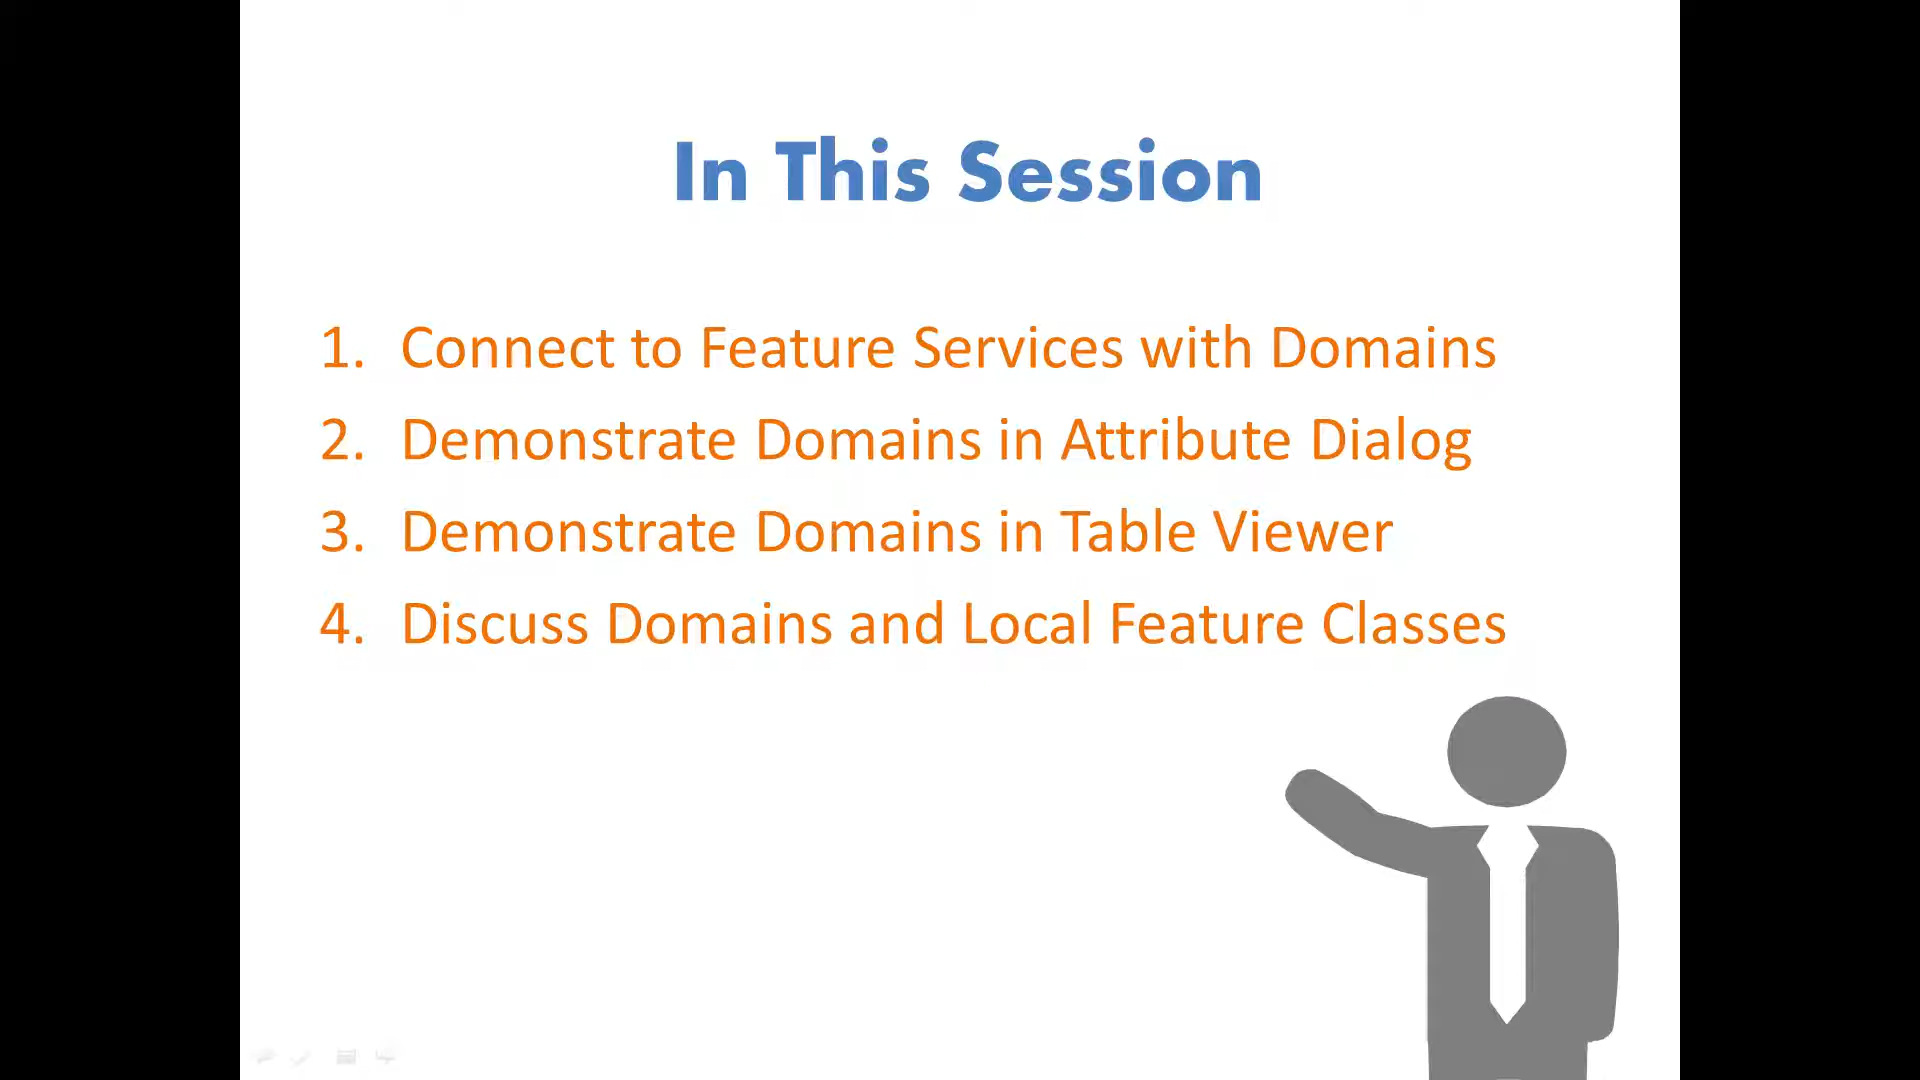 In This Session
1. Connect to Feature Services with Domains
2. Demonstrate Domains in Attribute Dialog
3. Demonstrate Domains in Table Viewer
4. Discuss Domains and Local Feature Classes